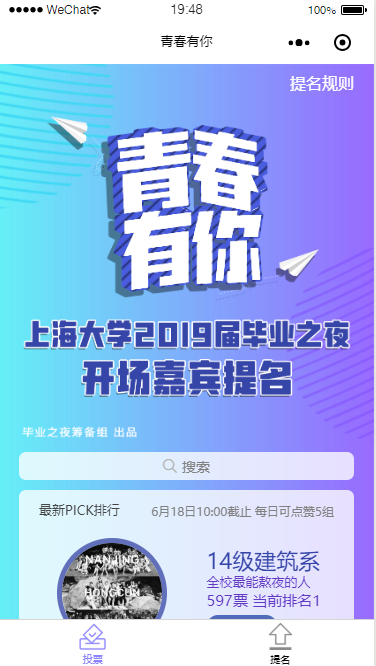 WeChat
19:48
100%
青春有你
提名规则
青春
有你
上海大学2019届毕业之夜
开场嘉宾提名
毕业之夜筹备组 出品
搜索
最新PICK排行
6月18日10:00截止 每日可点赞5组
NANJING
HONGCUN
14级建筑系
全校最能熬夜的人
597票 当前排名1
投票
提名